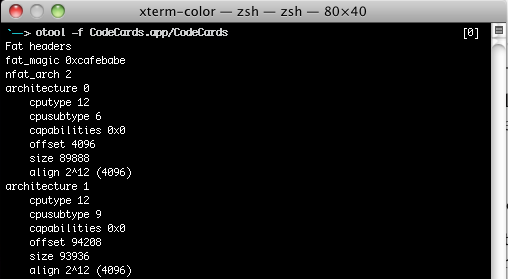 xterm-color — zsh — zsh — 80×40
`—> otool -f CodeCards.app/CodeCards [0]
Fat headers
fat_magic 0xcafebabe
nfat_arch 2
architecture 0
    cputype 12
    cpusubtype 6
    capabilities 0x0
    offset 4096
    size 89888
    align 2^12 (4096)
architecture 1
    cputype 12
    cpusubtype 9
    capabilities 0x0
    offset 94208
    size 93936
    align 2^12 (4096)